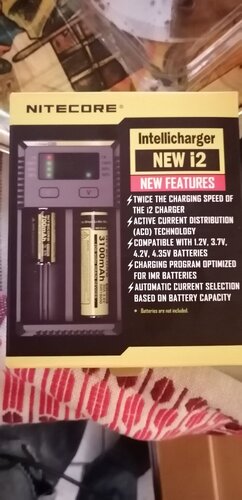 NITECORE®
Intellicharger
NEW i2
NEW FEATURES
TWICE THE CHARGING SPEED OF
THE i2 CHARGER
ACTIVE CURRENT DISTRIBUTION
(ACD) TECHNOLOGY
COMPATIBLE WITH 1.2V, 3.7V,
4.2V, 4.35V BATTERIES
CHARGING PROGRAM OPTIMIZED
FOR IMR BATTERIES
AUTOMATIC CURRENT SELECTION
BASED ON BATTERY CAPACITY
* Batteries are not included.
V
3100mAh